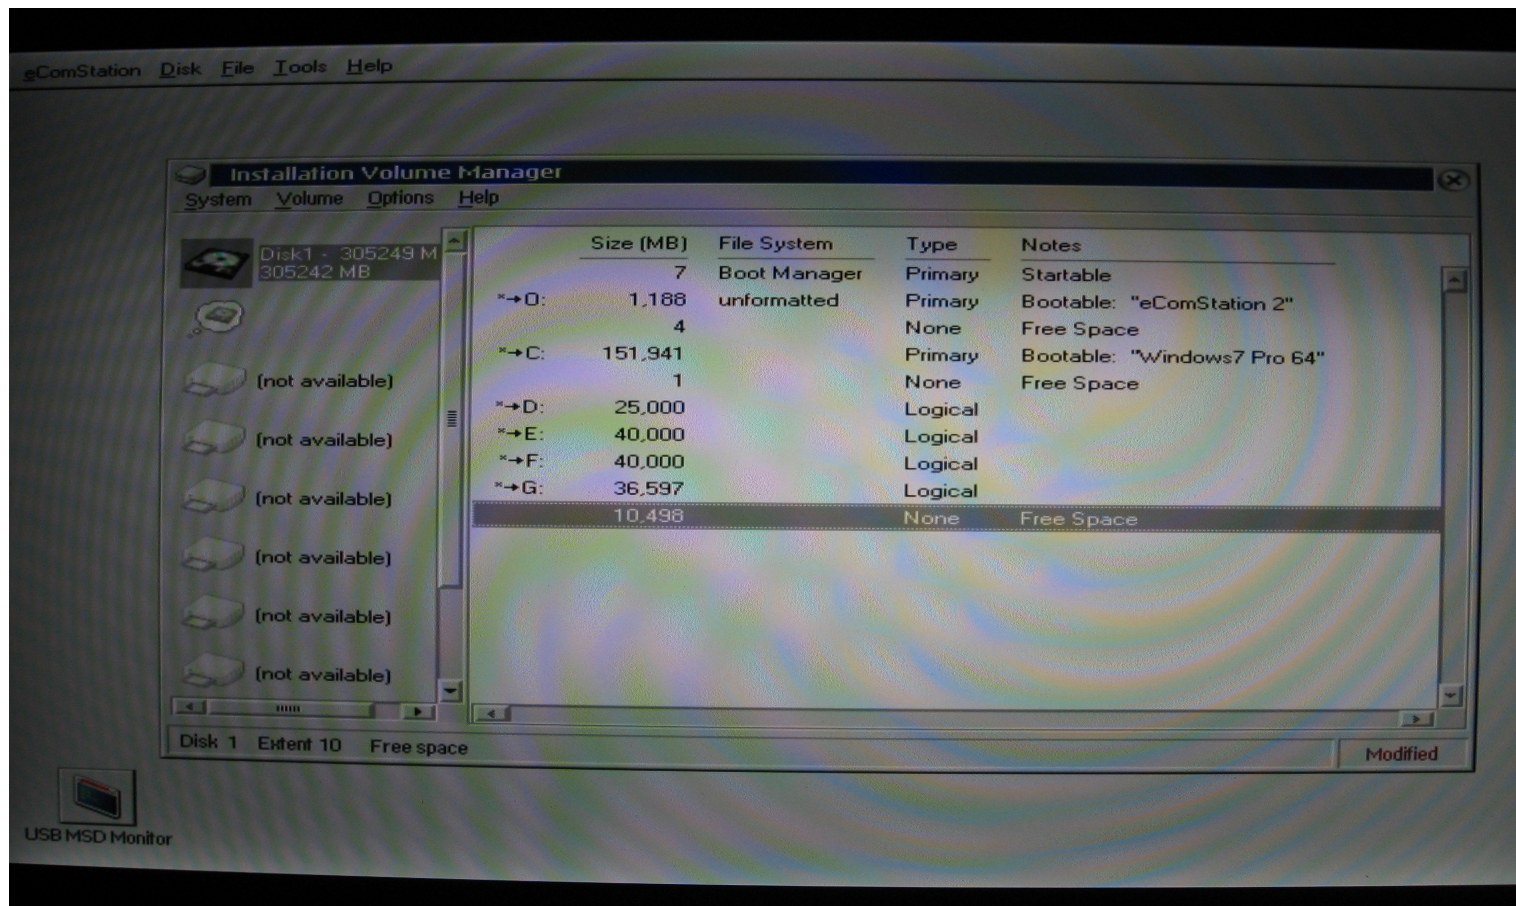 eComStation Disk File Tools Help
Installation Volume Manager
System Volume Options Help
Disk1 - 305249 M
305242 MB
(not available)
(not available)
(not available)
(not available)
(not available)
(not available)
Size (MB) File System Type Notes
7 Boot Manager Primary Startable
*→O: 1,188 unformatted Primary Bootable: "eComStation 2"
4 None Free Space
*→C: 151,941 Primary Bootable: "Windows7 Pro 64"
1 None Free Space
*→D: 25,000 Logical
*→E: 40,000 Logical
*→F: 40,000 Logical
*→G: 36,597 Logical
10,498 None Free Space
Disk 1 Extent 10 Free space
Modified
USB MSD Monitor